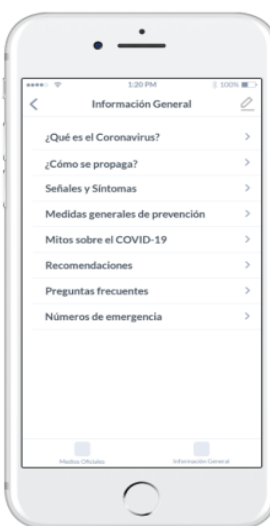 1:20 PM 100%
Información General
¿Qué es el Coronavirus?
¿Cómo se propaga?
Señales y Síntomas
Medidas generales de prevención
Mitos sobre el COVID-19
Recomendaciones
Preguntas frecuentes
Números de emergencia
Medios Oficiales Información General